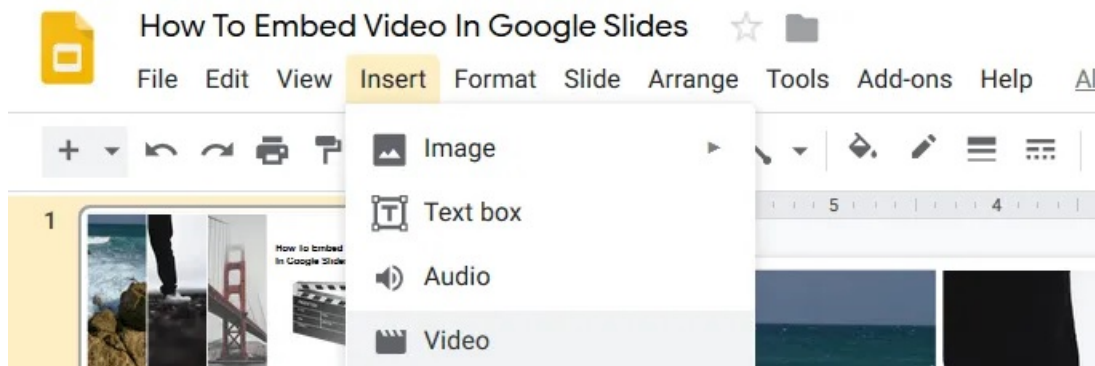 How To Embed Video In Google Slides
File Edit View Insert Format Slide Arrange Tools Add-ons Help
Image
Text box
Audio
Video
5 4
1
How To Embed
In Google